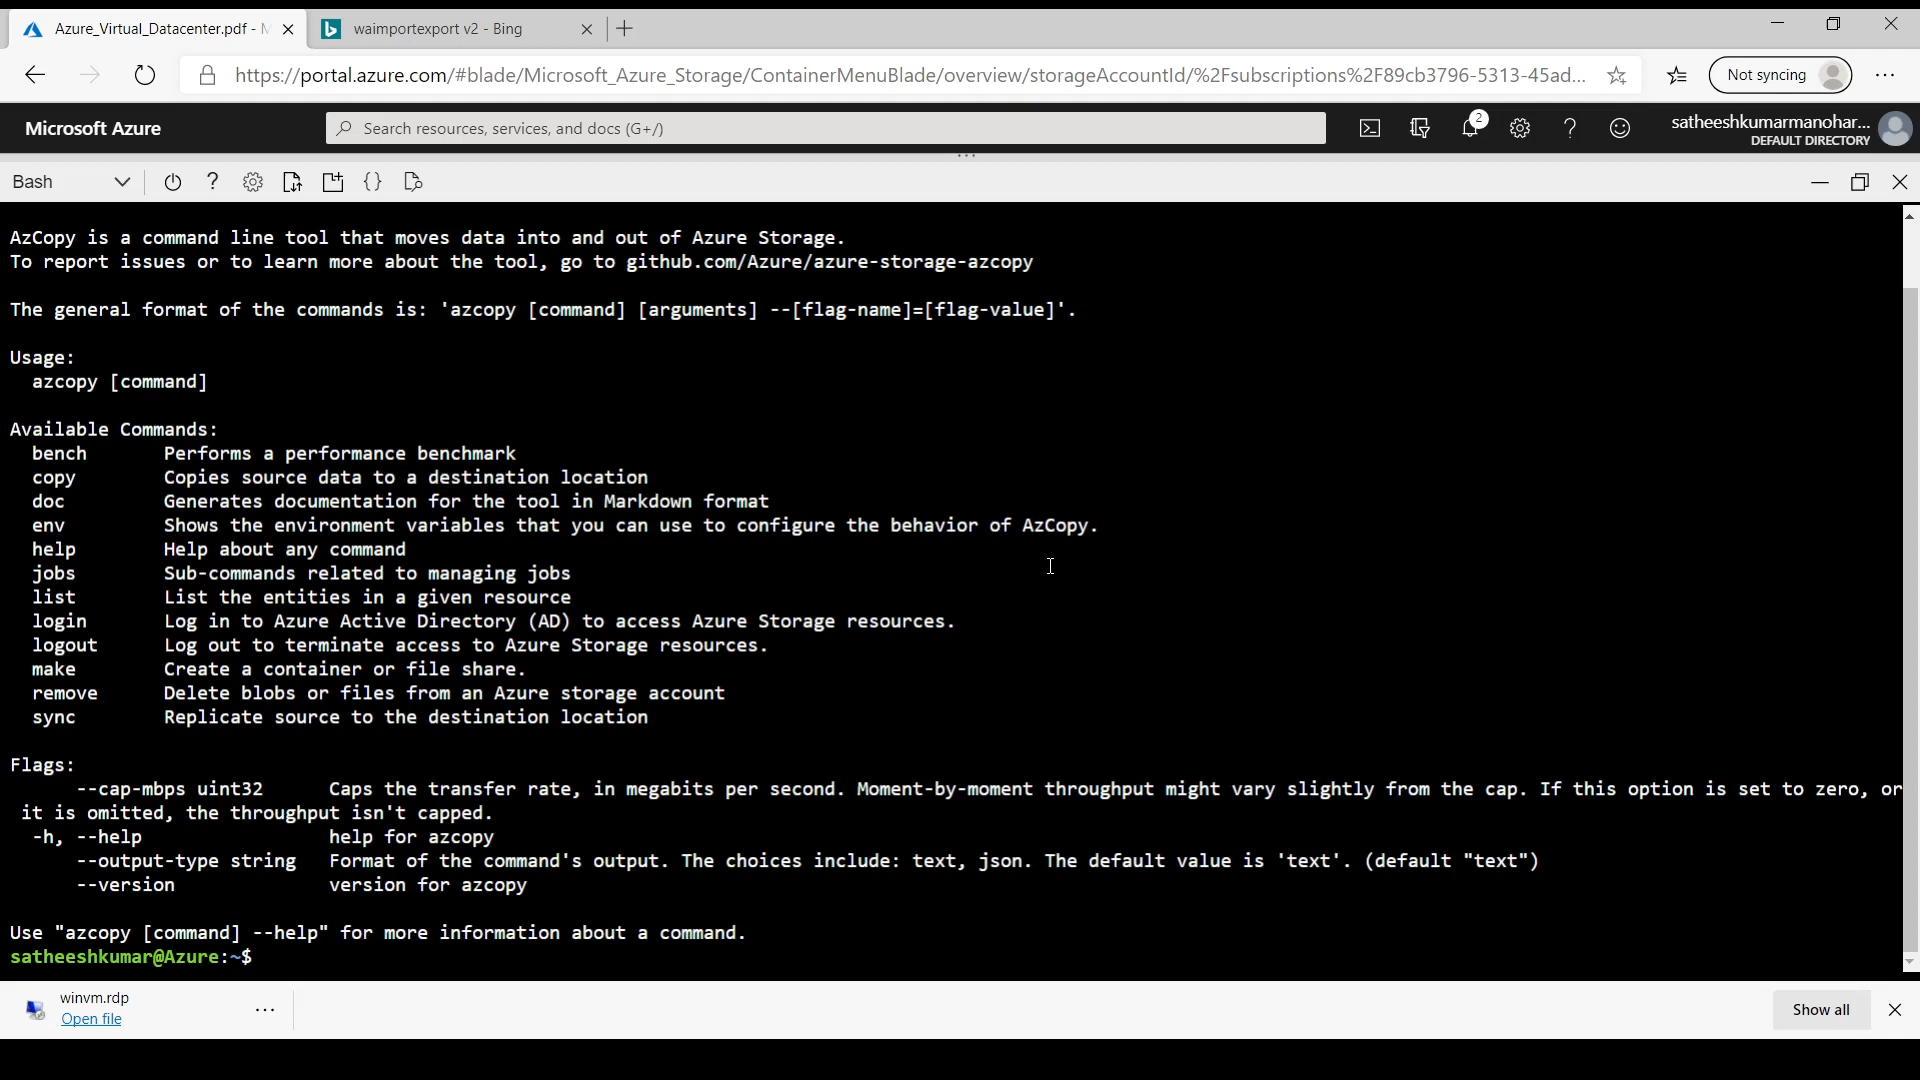 Azure_Virtual_Datacenter.pdf - M
waimportexport v2 - Bing
https://portal.azure.com/#blade/Microsoft_Azure_Storage/ContainerMenuBlade/overview/storageAccountId/%2Fsubscriptions%2F89cb3796-5313-45ad...
Not syncing
Microsoft Azure
Search resources, services, and docs (G+/)
2
satheeshkumarmanohar...
DEFAULT DIRECTORY
Bash
AzCopy is a command line tool that moves data into and out of Azure Storage.
To report issues or to learn more about the tool, go to github.com/Azure/azure-storage-azcopy
The general format of the commands is: 'azcopy [command] [arguments] --[flag-name]=[flag-value]'.
Usage:
azcopy [command]
Available Commands:
bench Performs a performance benchmark
copy Copies source data to a destination location
doc Generates documentation for the tool in Markdown format
env Shows the environment variables that you can use to configure the behavior of AzCopy.
help Help about any command
jobs Sub-commands related to managing jobs
list List the entities in a given resource
login Log in to Azure Active Directory (AD) to access Azure Storage resources.
logout Log out to terminate access to Azure Storage resources.
make Create a container or file share.
remove Delete blobs or files from an Azure storage account
sync Replicate source to the destination location
Flags:
--cap-mbps uint32 Caps the transfer rate, in megabits per second. Moment-by-moment throughput might vary slightly from the cap. If this option is set to zero, or
it is omitted, the throughput isn't capped.
-h, --help help for azcopy
--output-type string Format of the command's output. The choices include: text, json. The default value is 'text'. (default "text")
--version version for azcopy
Use "azcopy [command] --help" for more information about a command.
satheeshkumar@Azure:~$
winvm.rdp
Open file
Show all